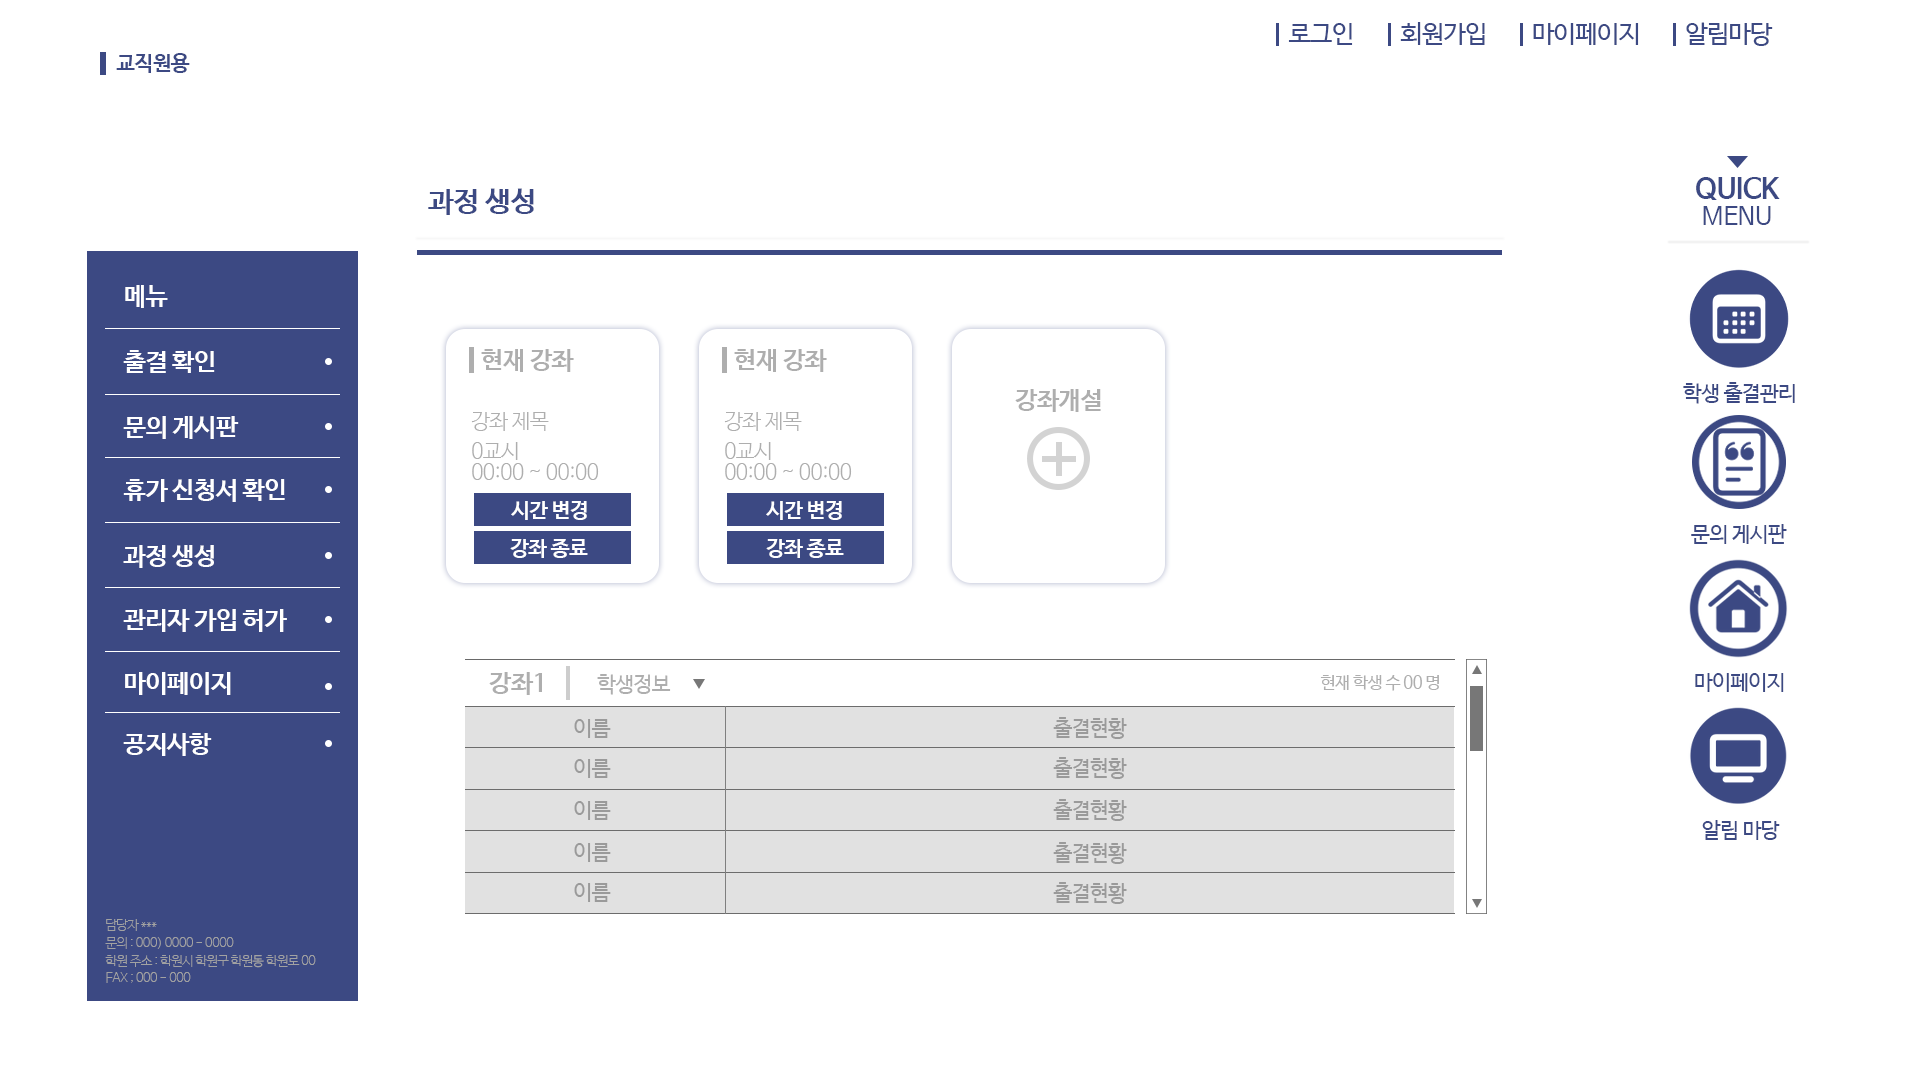 로그인
회원가입
마이페이지
알림마당
교직원용
과정 생성
메뉴
출결 확인
문의 게시판
휴가 신청서 확인
과정 생성
관리자 가입 허가
마이페이지
공지사항
담당자 ***
문의 : 000) 0000 - 0000
학원 주소 : 학원시 학원구 학원동 학원로 00
FAX ; 000 - 000
현재 강좌
강좌 제목
0교시
00:00 ~ 00:00
시간 변경
강좌 종료
현재 강좌
강좌 제목
0교시
00:00 ~ 00:00
시간 변경
강좌 종료
강좌개설
강좌1 학생정보 ▼ 현재 학생 수 00 명
이름 출결현황
이름 출결현황
이름 출결현황
이름 출결현황
이름 출결현황
QUICK
MENU
학생 출결관리
문의 게시판
마이페이지
알림 마당